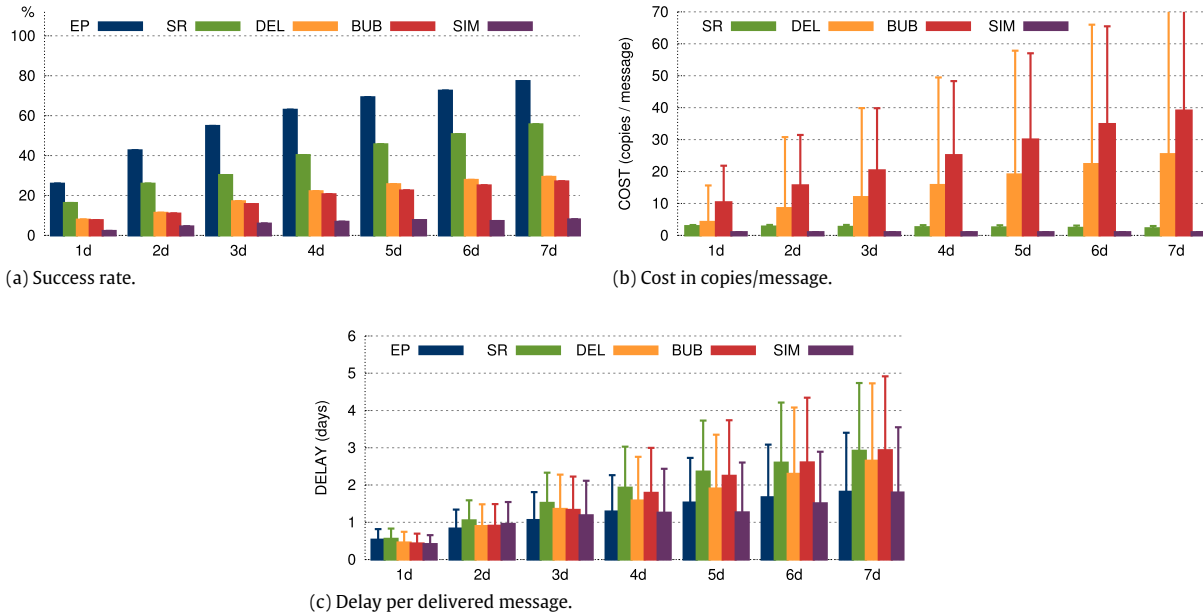 %
100
80
60
40
20
0
EP SR DEL BUB SIM
1d 2d 3d 4d 5d 6d 7d
(a) Success rate.
COST (copies / message)
70
60
50
40
30
20
10
0
SR DEL BUB SIM
1d 2d 3d 4d 5d 6d 7d
(b) Cost in copies/message.
DELAY (days)
6
5
4
3
2
1
0
EP SR DEL BUB SIM
1d 2d 3d 4d 5d 6d 7d
(c) Delay per delivered message.